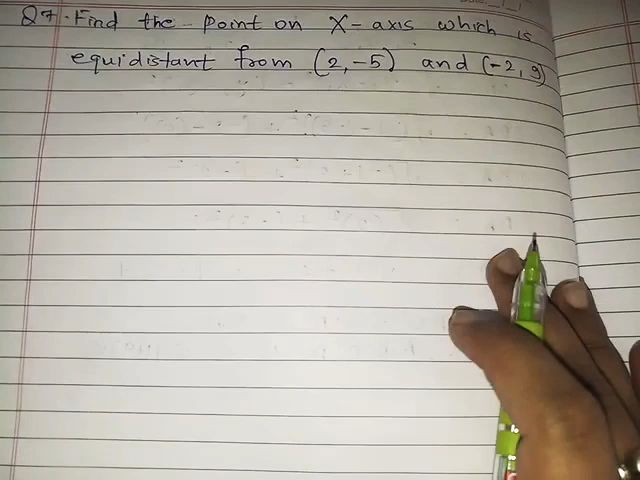 Q7. Find the point on X-axis which is
equidistant from (2,-5) and (-2, 9)